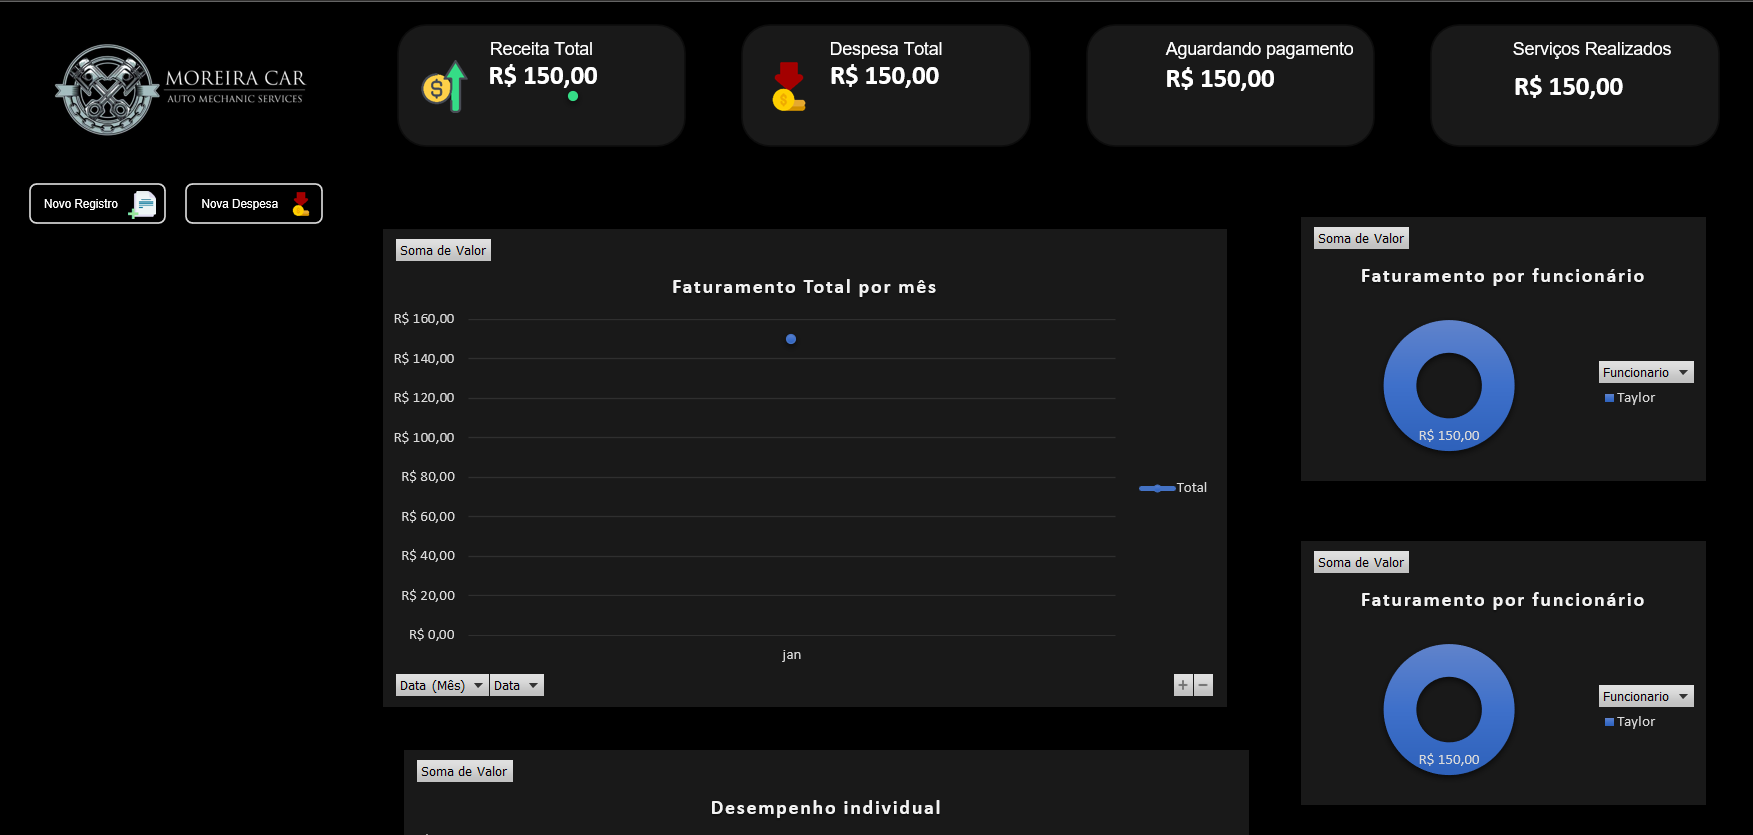 MOREIRA CAR
AUTO MECHANIC SERVICES
Receita Total
R$ 150,00
Despesa Total
R$ 150,00
Aguardando pagamento
R$ 150,00
Serviços Realizados
R$ 150,00
Novo Registro
Nova Despesa
Soma de Valor
Faturamento Total por mês
R$ 160,00
R$ 140,00
R$ 120,00
R$ 100,00
R$ 80,00
R$ 60,00
R$ 40,00
R$ 20,00
R$ 0,00
jan
Total
Data (Mês)
Data
Soma de Valor
Faturamento por funcionário
R$ 150,00
Funcionario
Taylor
Soma de Valor
Faturamento por funcionário
R$ 150,00
Funcionario
Taylor
Soma de Valor
Desempenho individual